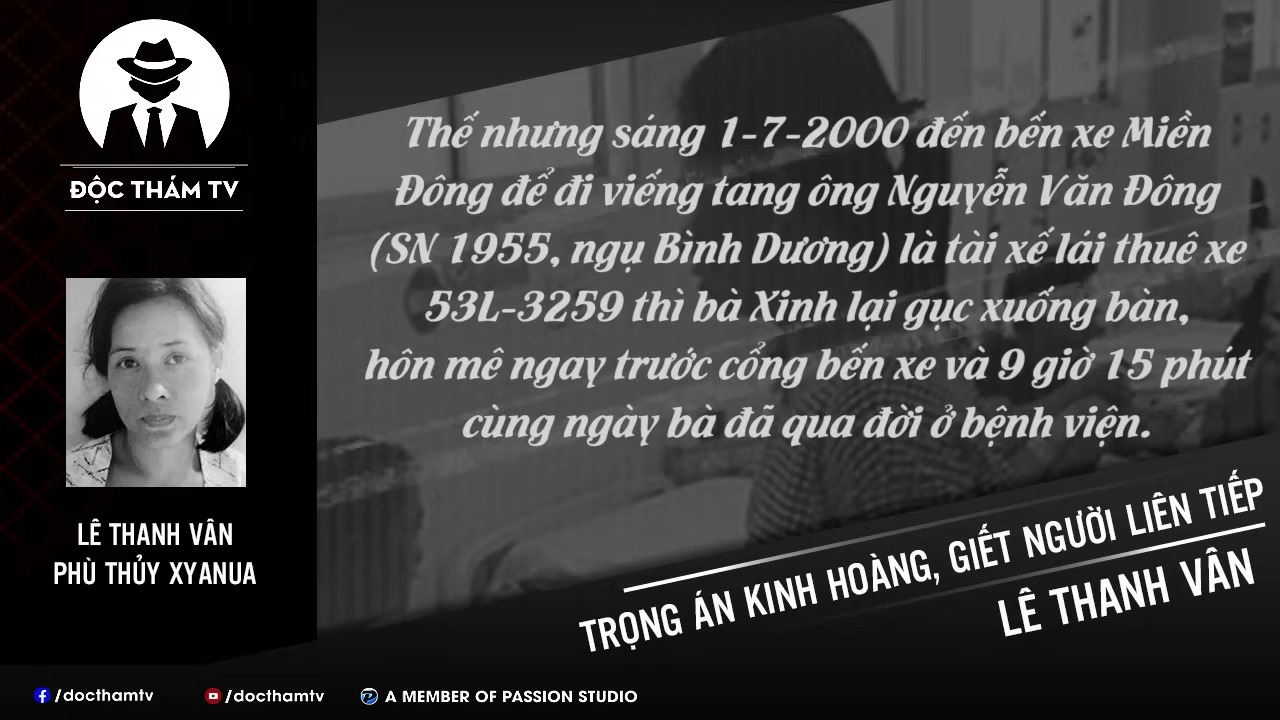 ĐỘC THÁM TV
LÊ THANH VÂN
PHÙ THỦY XYANUA
Thế nhưng sáng 1-7-2000 đến bến xe Miền
Đông để đi viếng tang ông Nguyễn Văn Đông
(SN 1955, ngụ Bình Dương) là tài xế lái thuê xe
53L-3259 thì bà Xinh lại gục xuống bàn,
hôn mê ngay trước cổng bến xe và 9 giờ 15 phút
cùng ngày bà đã qua đời ở bệnh viện.
TRỌNG ÁN KINH HOÀNG, GIẾT NGƯỜI LIÊN TIẾP
LÊ THANH VÂN
/docthamtv /docthamtv A MEMBER OF PASSION STUDIO